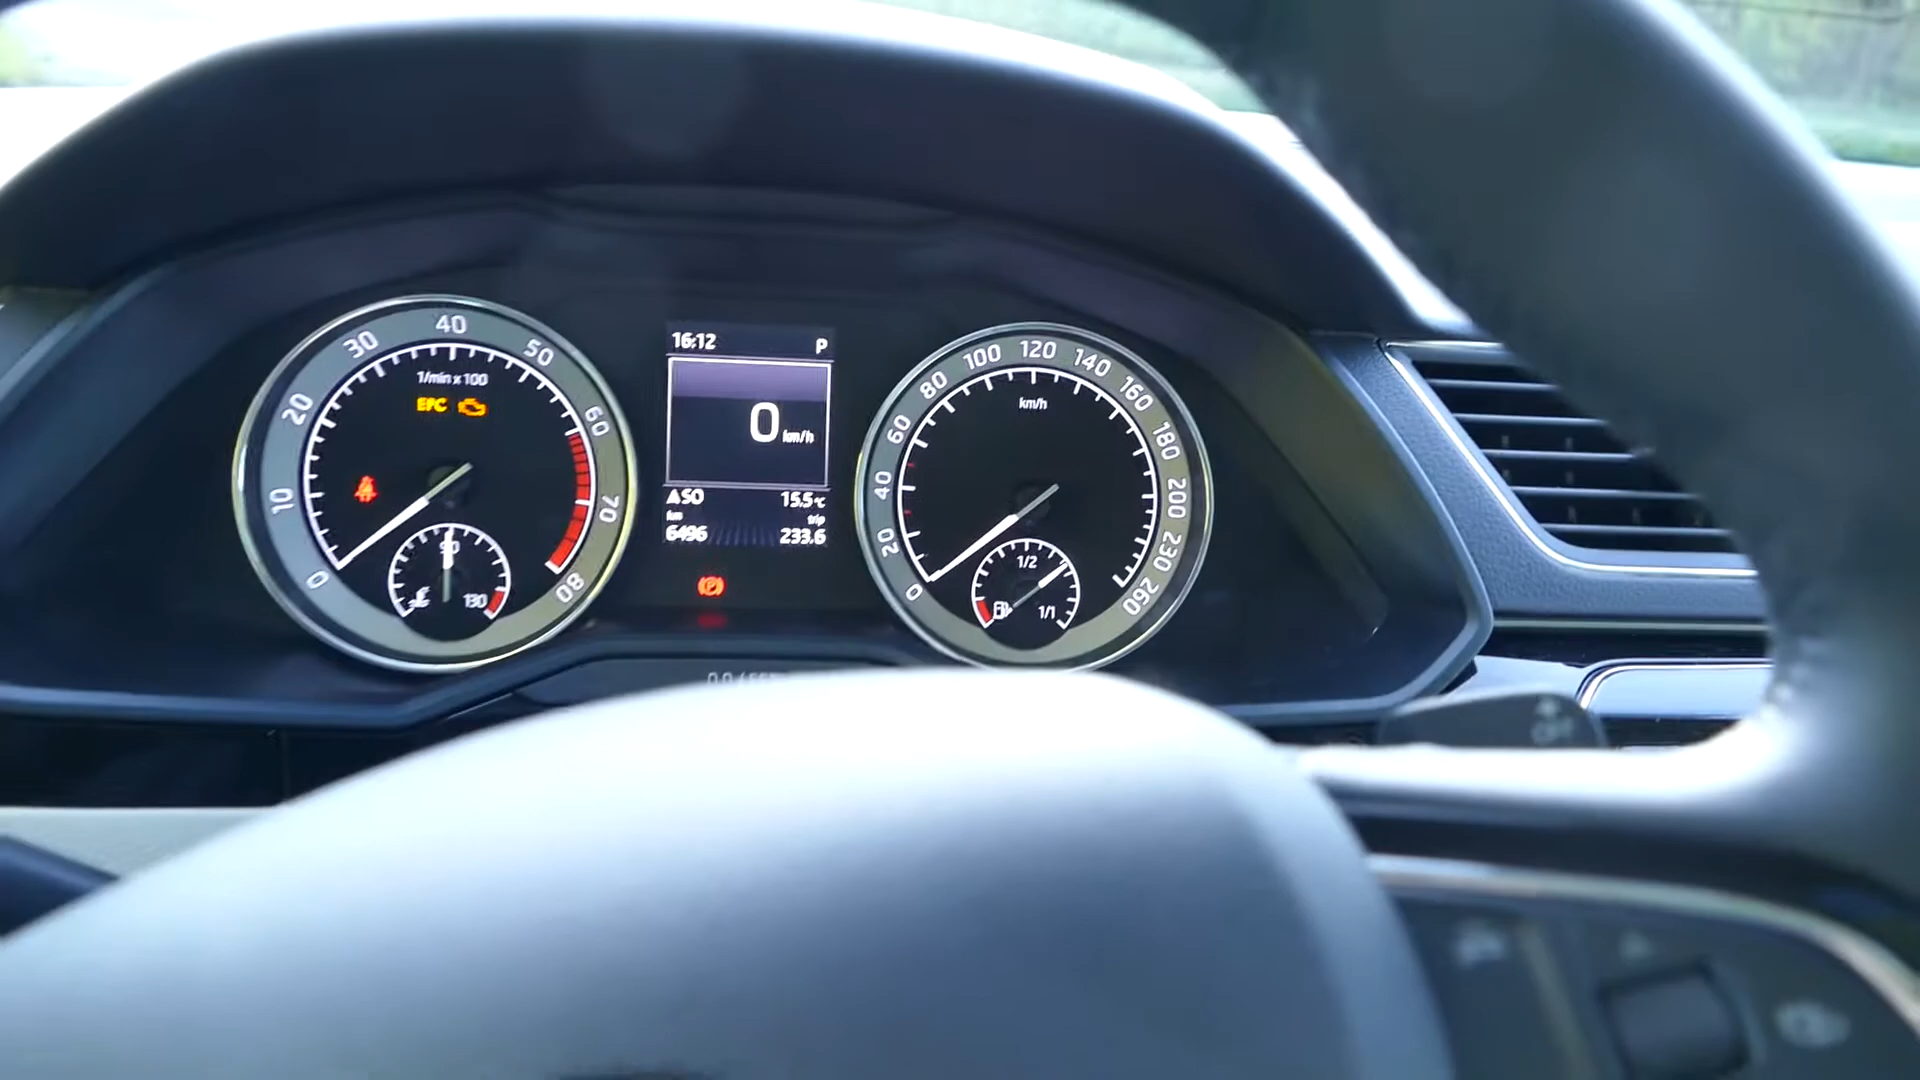 0 10 20 30 40 50 60 70 80
1/min x 100
EPC
90
130
16:12 P
0 km/h
50 15.5°C
km trip
6496 233.6
(P)
0 20 40 60 80 100 120 140 160 180 200 230 260
km/h
1/2
1/1